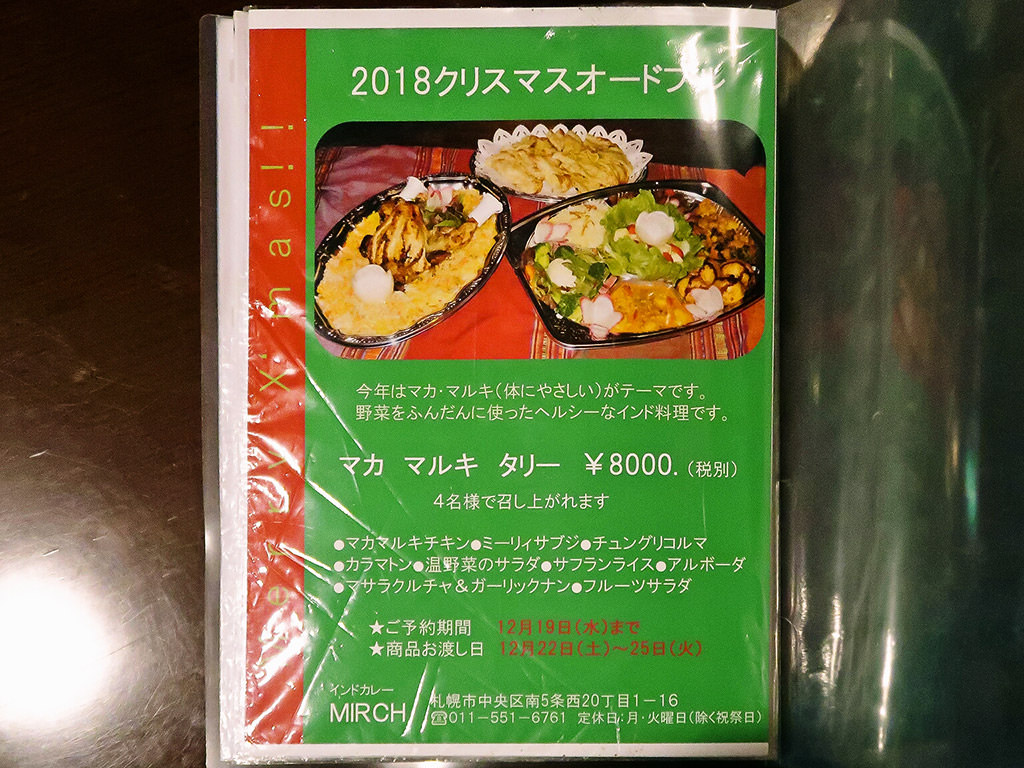 2018クリスマスオードブル
erry X'mas!!
今年はマカ・マルキ(体にやさしい)がテーマです。
野菜をふんだんに使ったヘルシーなインド料理です。
マカ マルキ タリー ￥8000.(税別)
4名様で召し上がれます
●マカマルキチキン●ミーリィサブジ●チュングリコルマ
●カラマトン●温野菜のサラダ●サフランライス●アルボーダ
●マサラクルチャ＆ガーリックナン●フルーツサラダ
★ご予約期間 12月19日(水)まで
★商品お渡し日 12月22日(土)～25日(火)
インドカレー
MIRCH
札幌市中央区南5条西20丁目1－16
☎011－551－6761 定休日:月・火曜日(除く祝祭日)